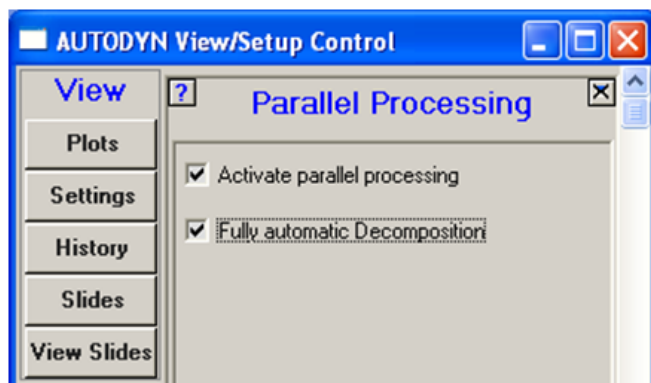 AUTODYN View/Setup Control
View
Plots
Settings
History
Slides
View Slides
?
Parallel Processing
Activate parallel processing
Fully automatic Decomposition